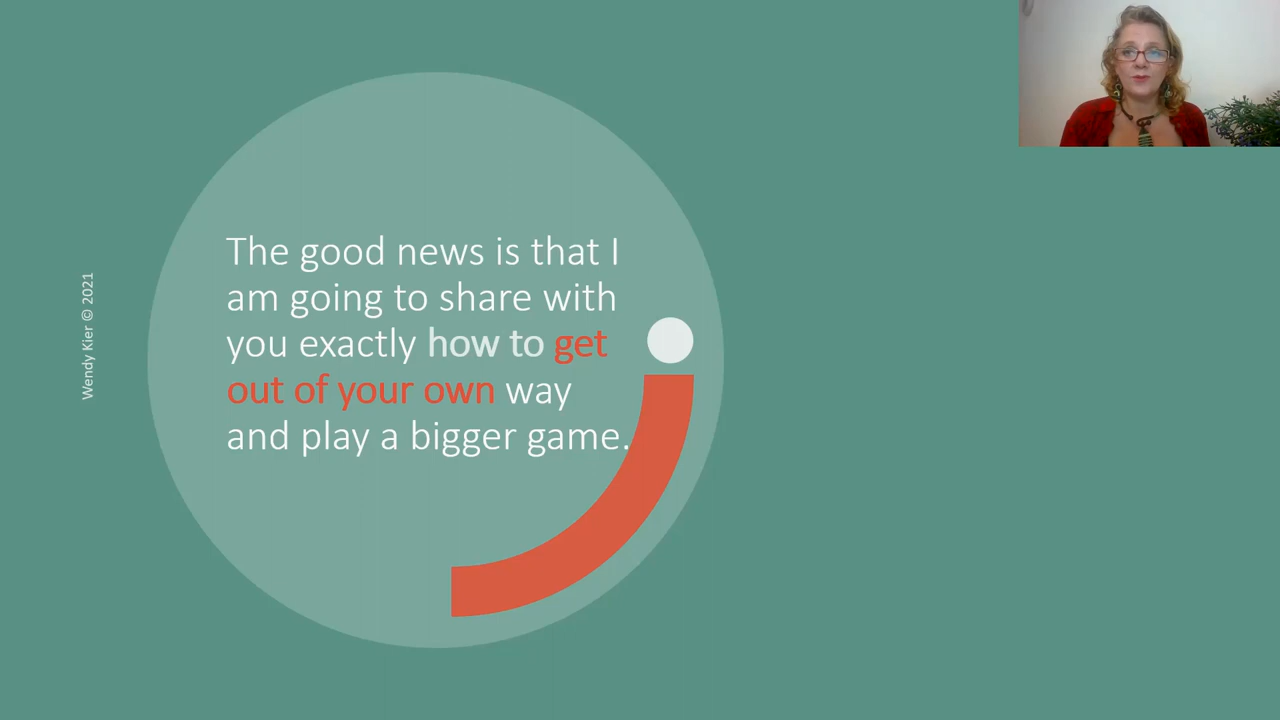 The good news is that I
am going to share with
you exactly how to get
out of your own way
and play a bigger game.
Wendy Kier © 2021